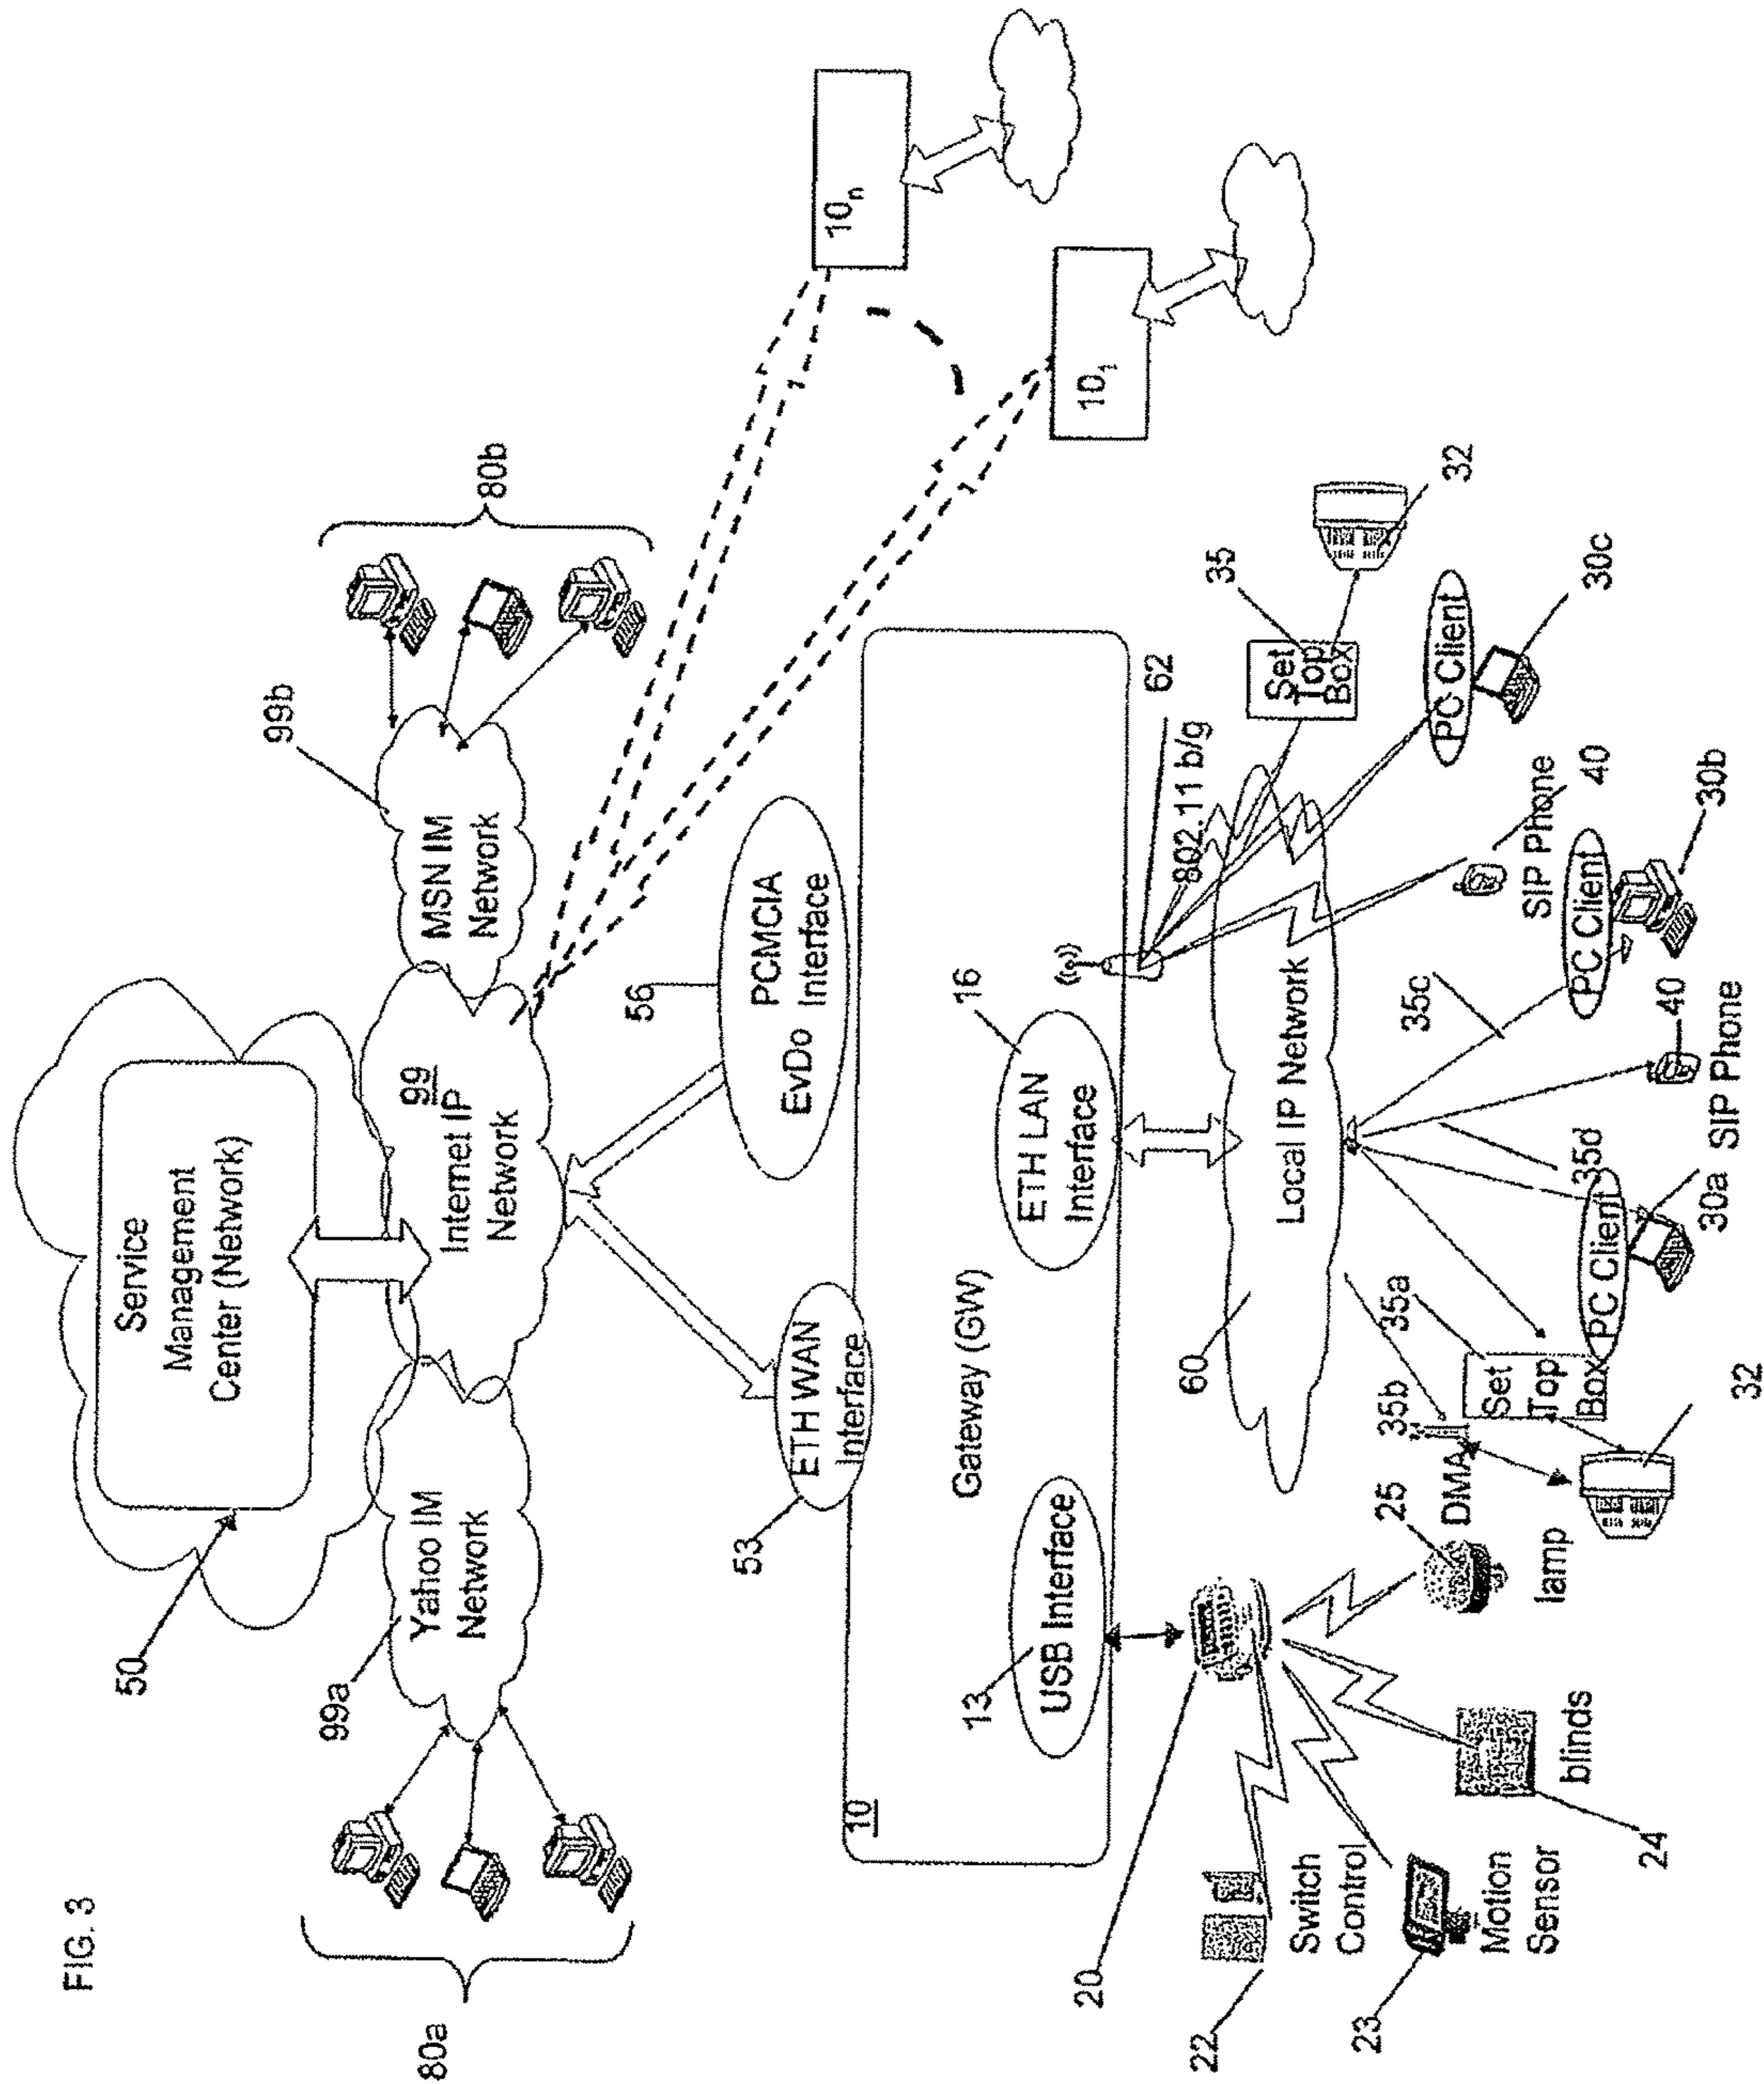 FIG. 3
50
Service
Management
Center (Network)
80a
99a
Yahoo IM
Network
99
Internet IP
Network
MSN IM
Network
99b
80b
53
ETH WAN
Interface
56
PCMCIA
EvDo Interface
10n
101
10
13
USB Interface
Gateway (GW)
16
ETH LAN
Interface
62
802.11 b/g
20
60
Local IP Network
22
Switch
Control
23
Motion
Sensor
24
blinds
25
lamp
DMA
35b
35a
Set
Top
Box
32
PC Client
30a
35d
SIP Phone
40
35c
PC Client
30b
SIP Phone
40
35
Set
Top
Box
32
PC Client
30c